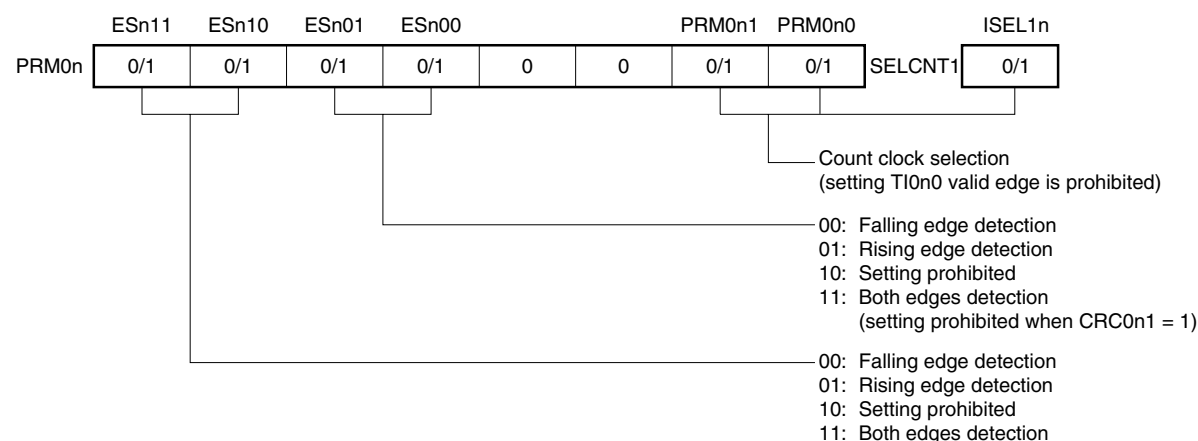 ESn11 ESn10 ESn01 ESn00 PRM0n1 PRM0n0 ISEL1n
PRM0n 0/1 0/1 0/1 0/1 0 0 0/1 0/1 SELCNT1 0/1
Count clock selection
(setting TI0n0 valid edge is prohibited)
00: Falling edge detection
01: Rising edge detection
10: Setting prohibited
11: Both edges detection
(setting prohibited when CRC0n1 = 1)
00: Falling edge detection
01: Rising edge detection
10: Setting prohibited
11: Both edges detection